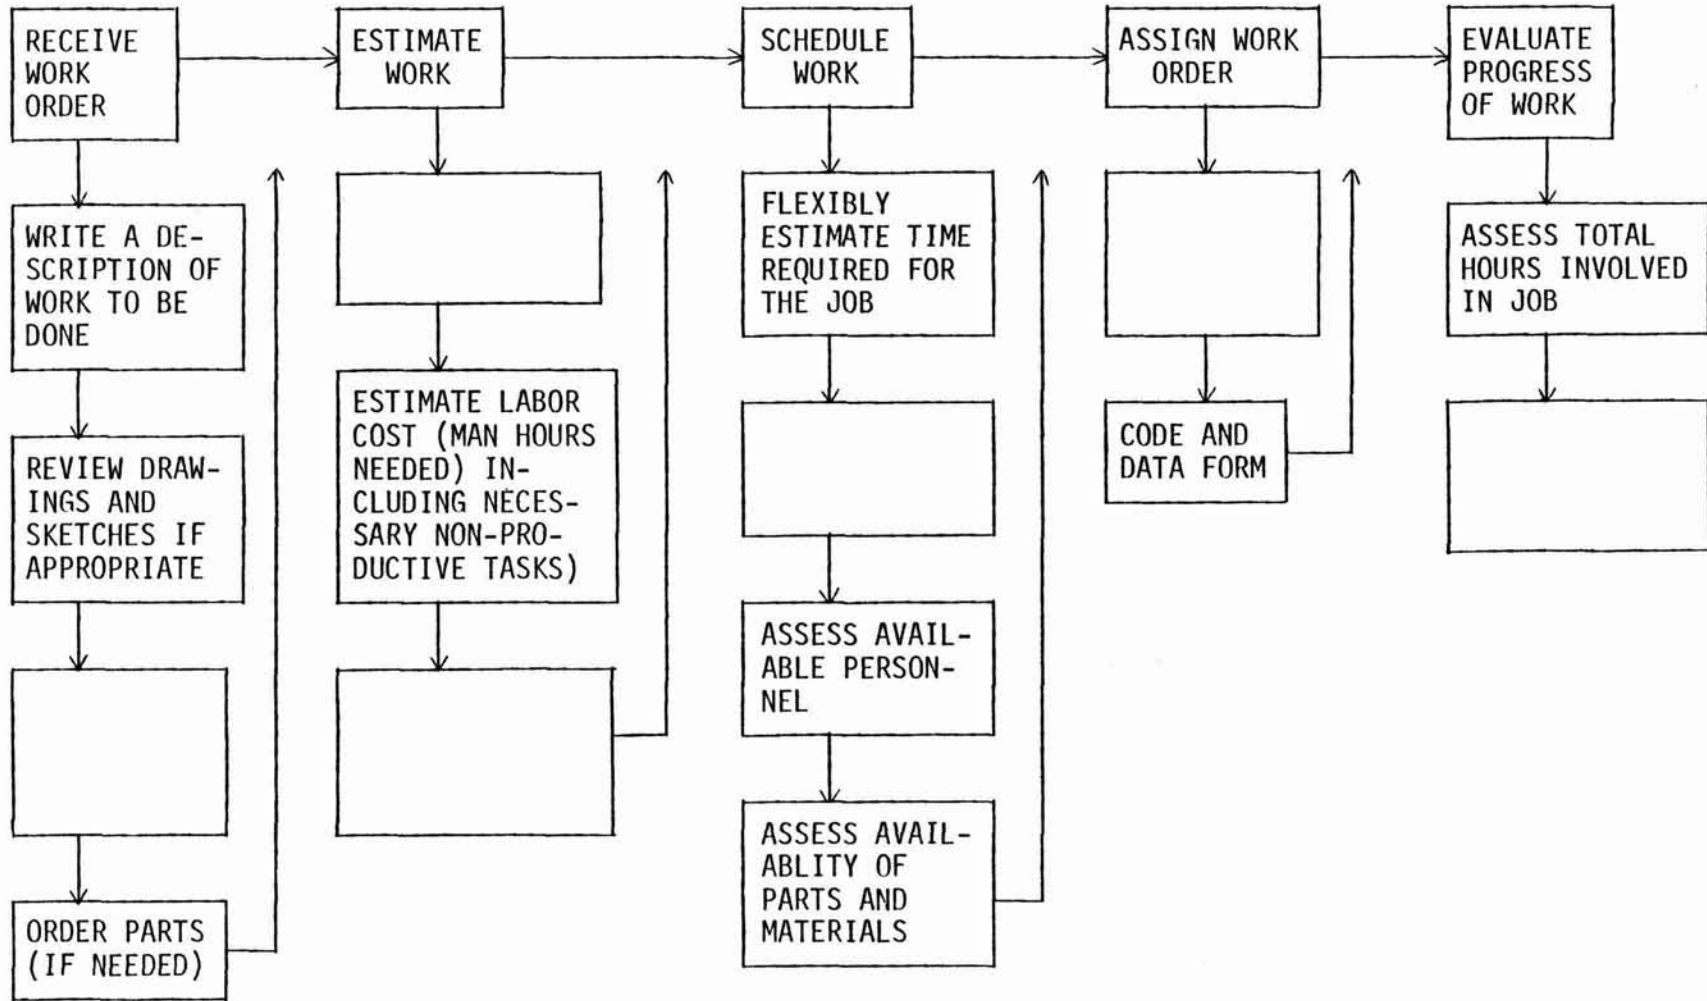 RECEIVE
WORK
ORDER
ESTIMATE
WORK
SCHEDULE
WORK
ASSIGN WORK
ORDER
EVALUATE
PROGRESS
OF WORK
WRITE A DE-
SCRIPTION OF
WORK TO BE
DONE
REVIEW DRAW-
INGS AND
SKETCHES IF
APPROPRIATE
ORDER PARTS
(IF NEEDED)
ESTIMATE LABOR
COST (MAN HOURS
NEEDED) IN-
CLUDING NECES-
SARY NON-PRO-
DUCTIVE TASKS)
FLEXIBLY
ESTIMATE TIME
REQUIRED FOR
THE JOB
ASSESS AVAIL-
ABLE PERSON-
NEL
ASSESS AVAIL-
ABLITY OF
PARTS AND
MATERIALS
CODE AND
DATA FORM
ASSESS TOTAL
HOURS INVOLVED
IN JOB